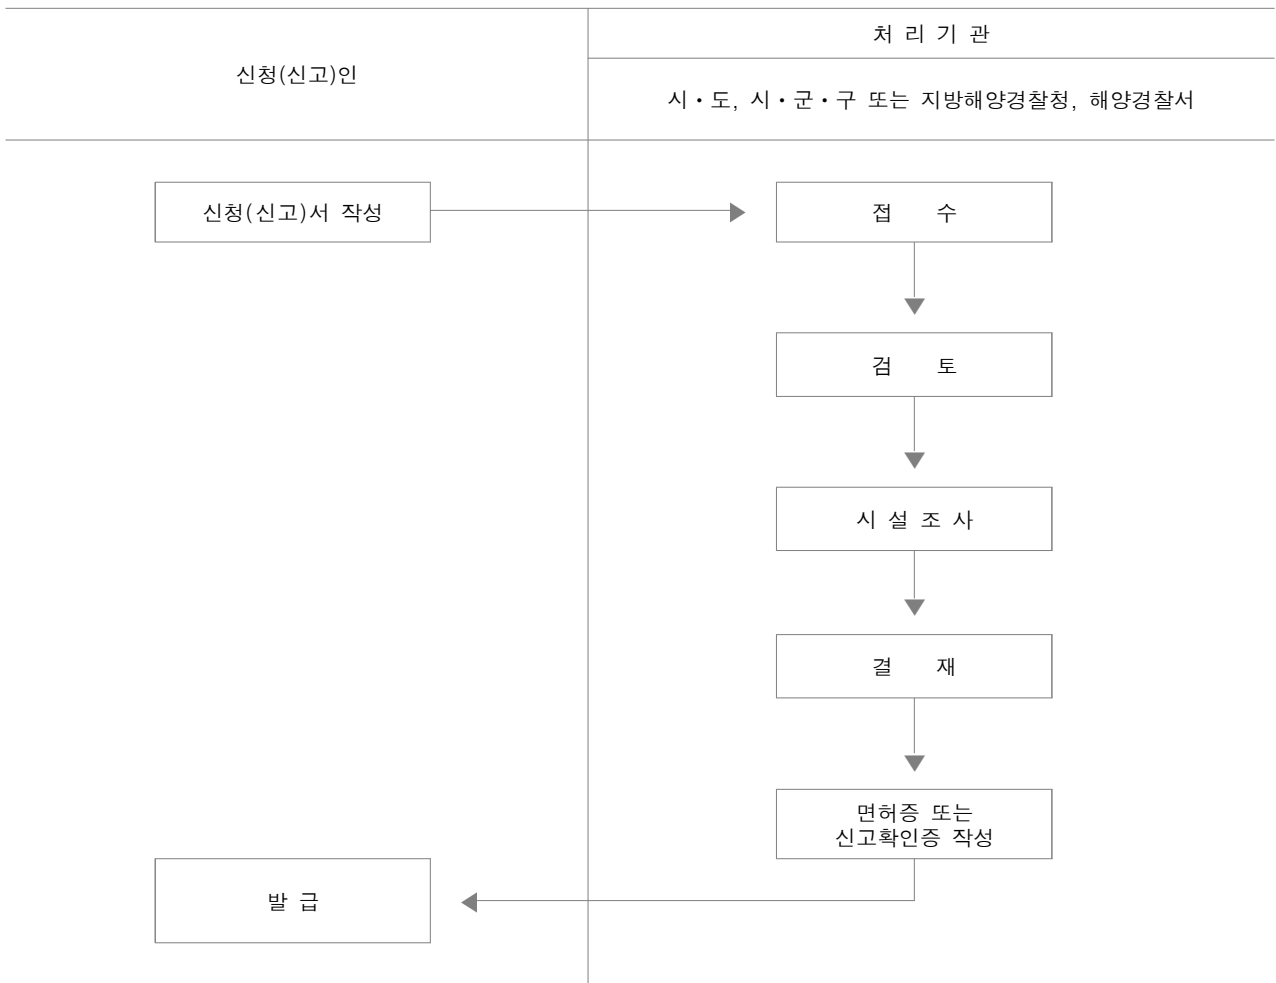 신청(신고)인
처 리 기 관
시・도, 시・군・구 또는 지방해양경찰청, 해양경찰서
신청(신고)서 작성
접 수
검 토
시 설 조 사
결 재
면허증 또는
신고확인증 작성
발 급